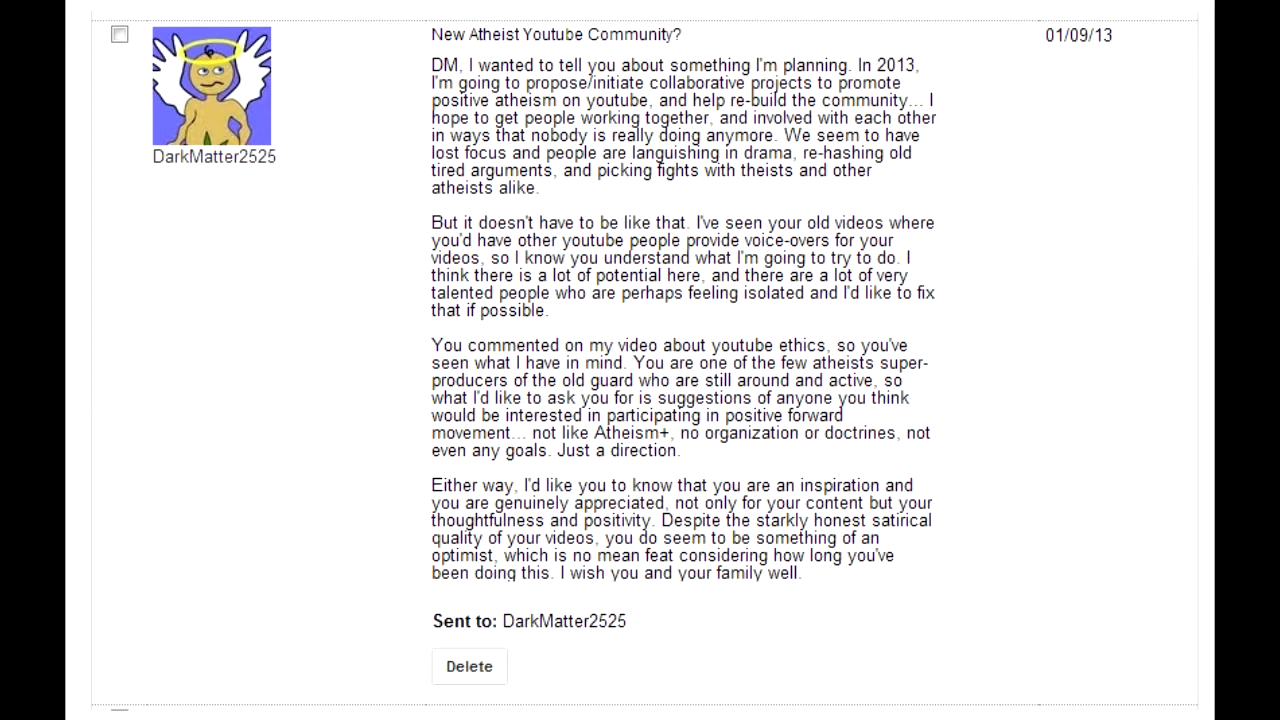 New Atheist Youtube Community?
01/09/13
DM, I wanted to tell you about something I'm planning. In 2013,
I'm going to propose/initiate collaborative projects to promote
positive atheism on youtube, and help re-build the community... I
hope to get people working together, and involved with each other
in ways that nobody is really doing anymore. We seem to have
lost focus and people are languishing in drama, re-hashing old
tired arguments, and picking fights with theists and other
atheists alike.
DarkMatter2525
But it doesn't have to be like that. I've seen your old videos where
you'd have other youtube people provide voice-overs for your
videos, so I know you understand what I'm going to try to do. I
think there is a lot of potential here, and there are a lot of very
talented people who are perhaps feeling isolated and I'd like to fix
that if possible.
You commented on my video about youtube ethics, so you've
seen what I have in mind. You are one of the few atheists super-
producers of the old guard who are still around and active, so
what I'd like to ask you for is suggestions of anyone you think
would be interested in participating in positive forward
movement... not like Atheism+, no organization or doctrines, not
even any goals. Just a direction.
Either way, I'd like you to know that you are an inspiration and
you are genuinely appreciated, not only for your content but your
thoughtfulness and positivity. Despite the starkly honest satirical
quality of your videos, you do seem to be something of an
optimist, which is no mean feat considering how long you've
been doing this. I wish you and your family well.
Sent to: DarkMatter2525
Delete